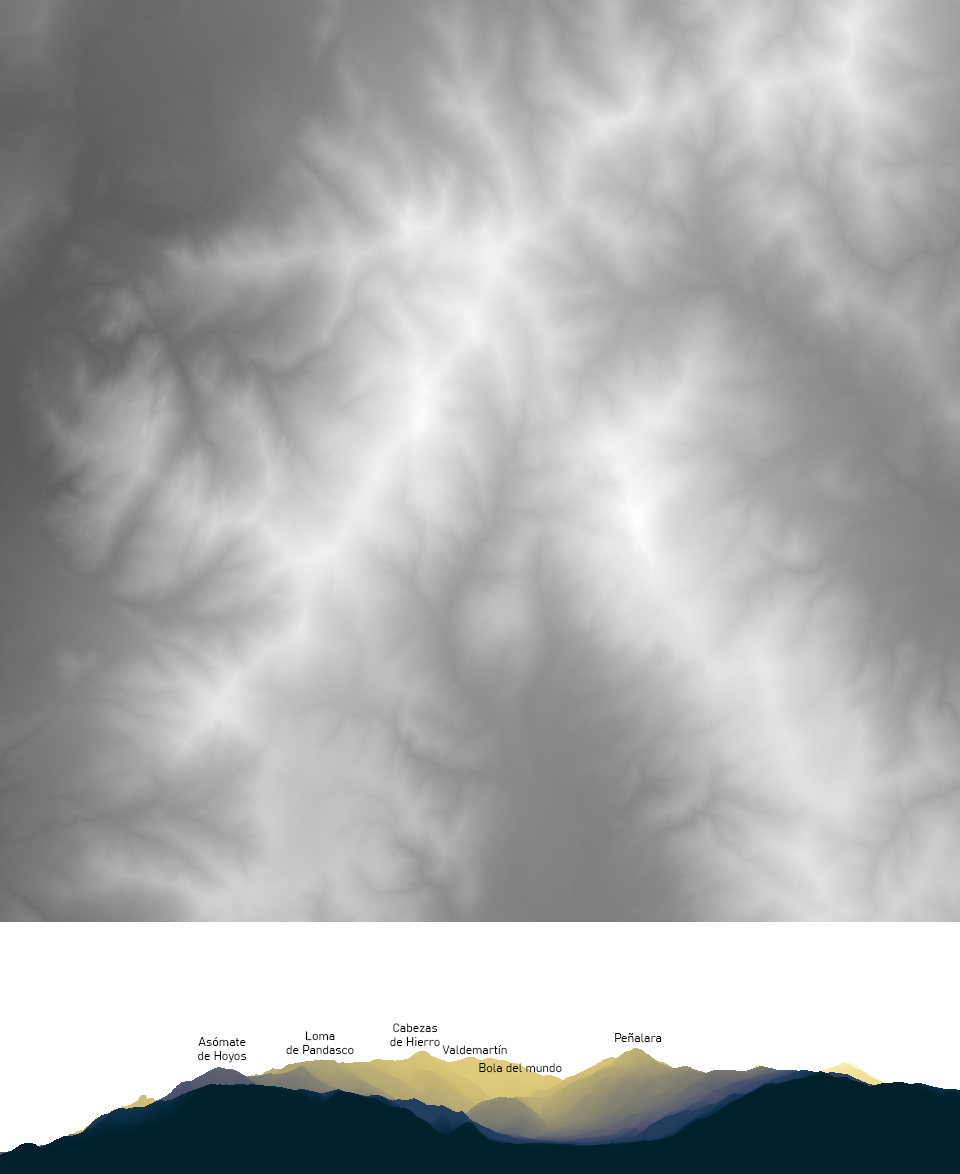 Asómate
de Hoyos
Loma
de Pandasco
Cabezas
de Hierro
Valdemartín
Bola del mundo
Peñalara